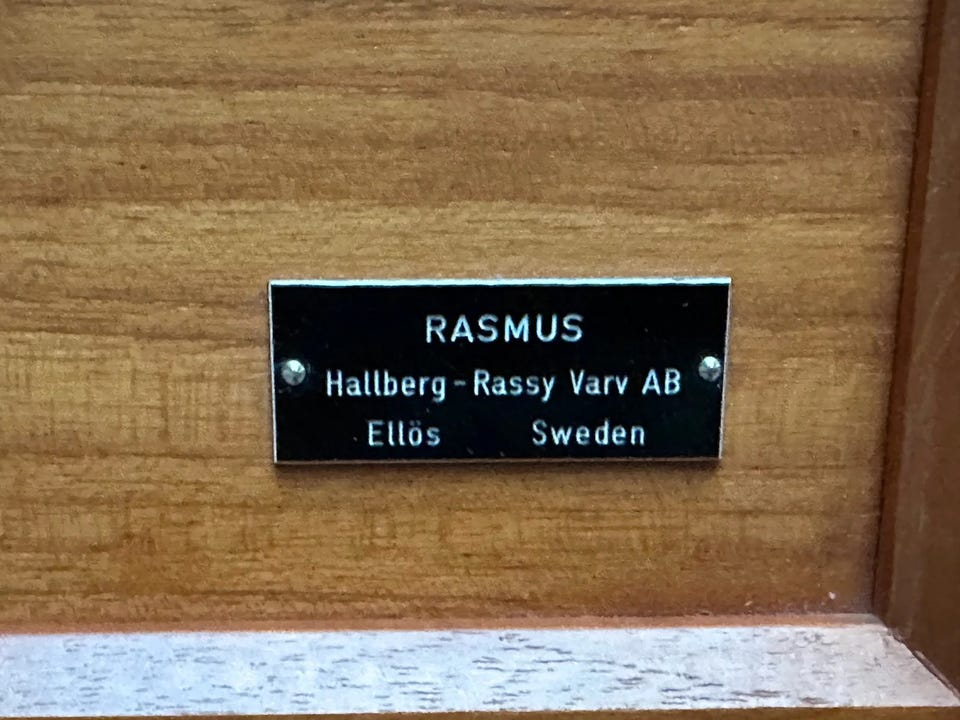 RASMUS
Hallberg-Rassy Varv AB
Ellös Sweden